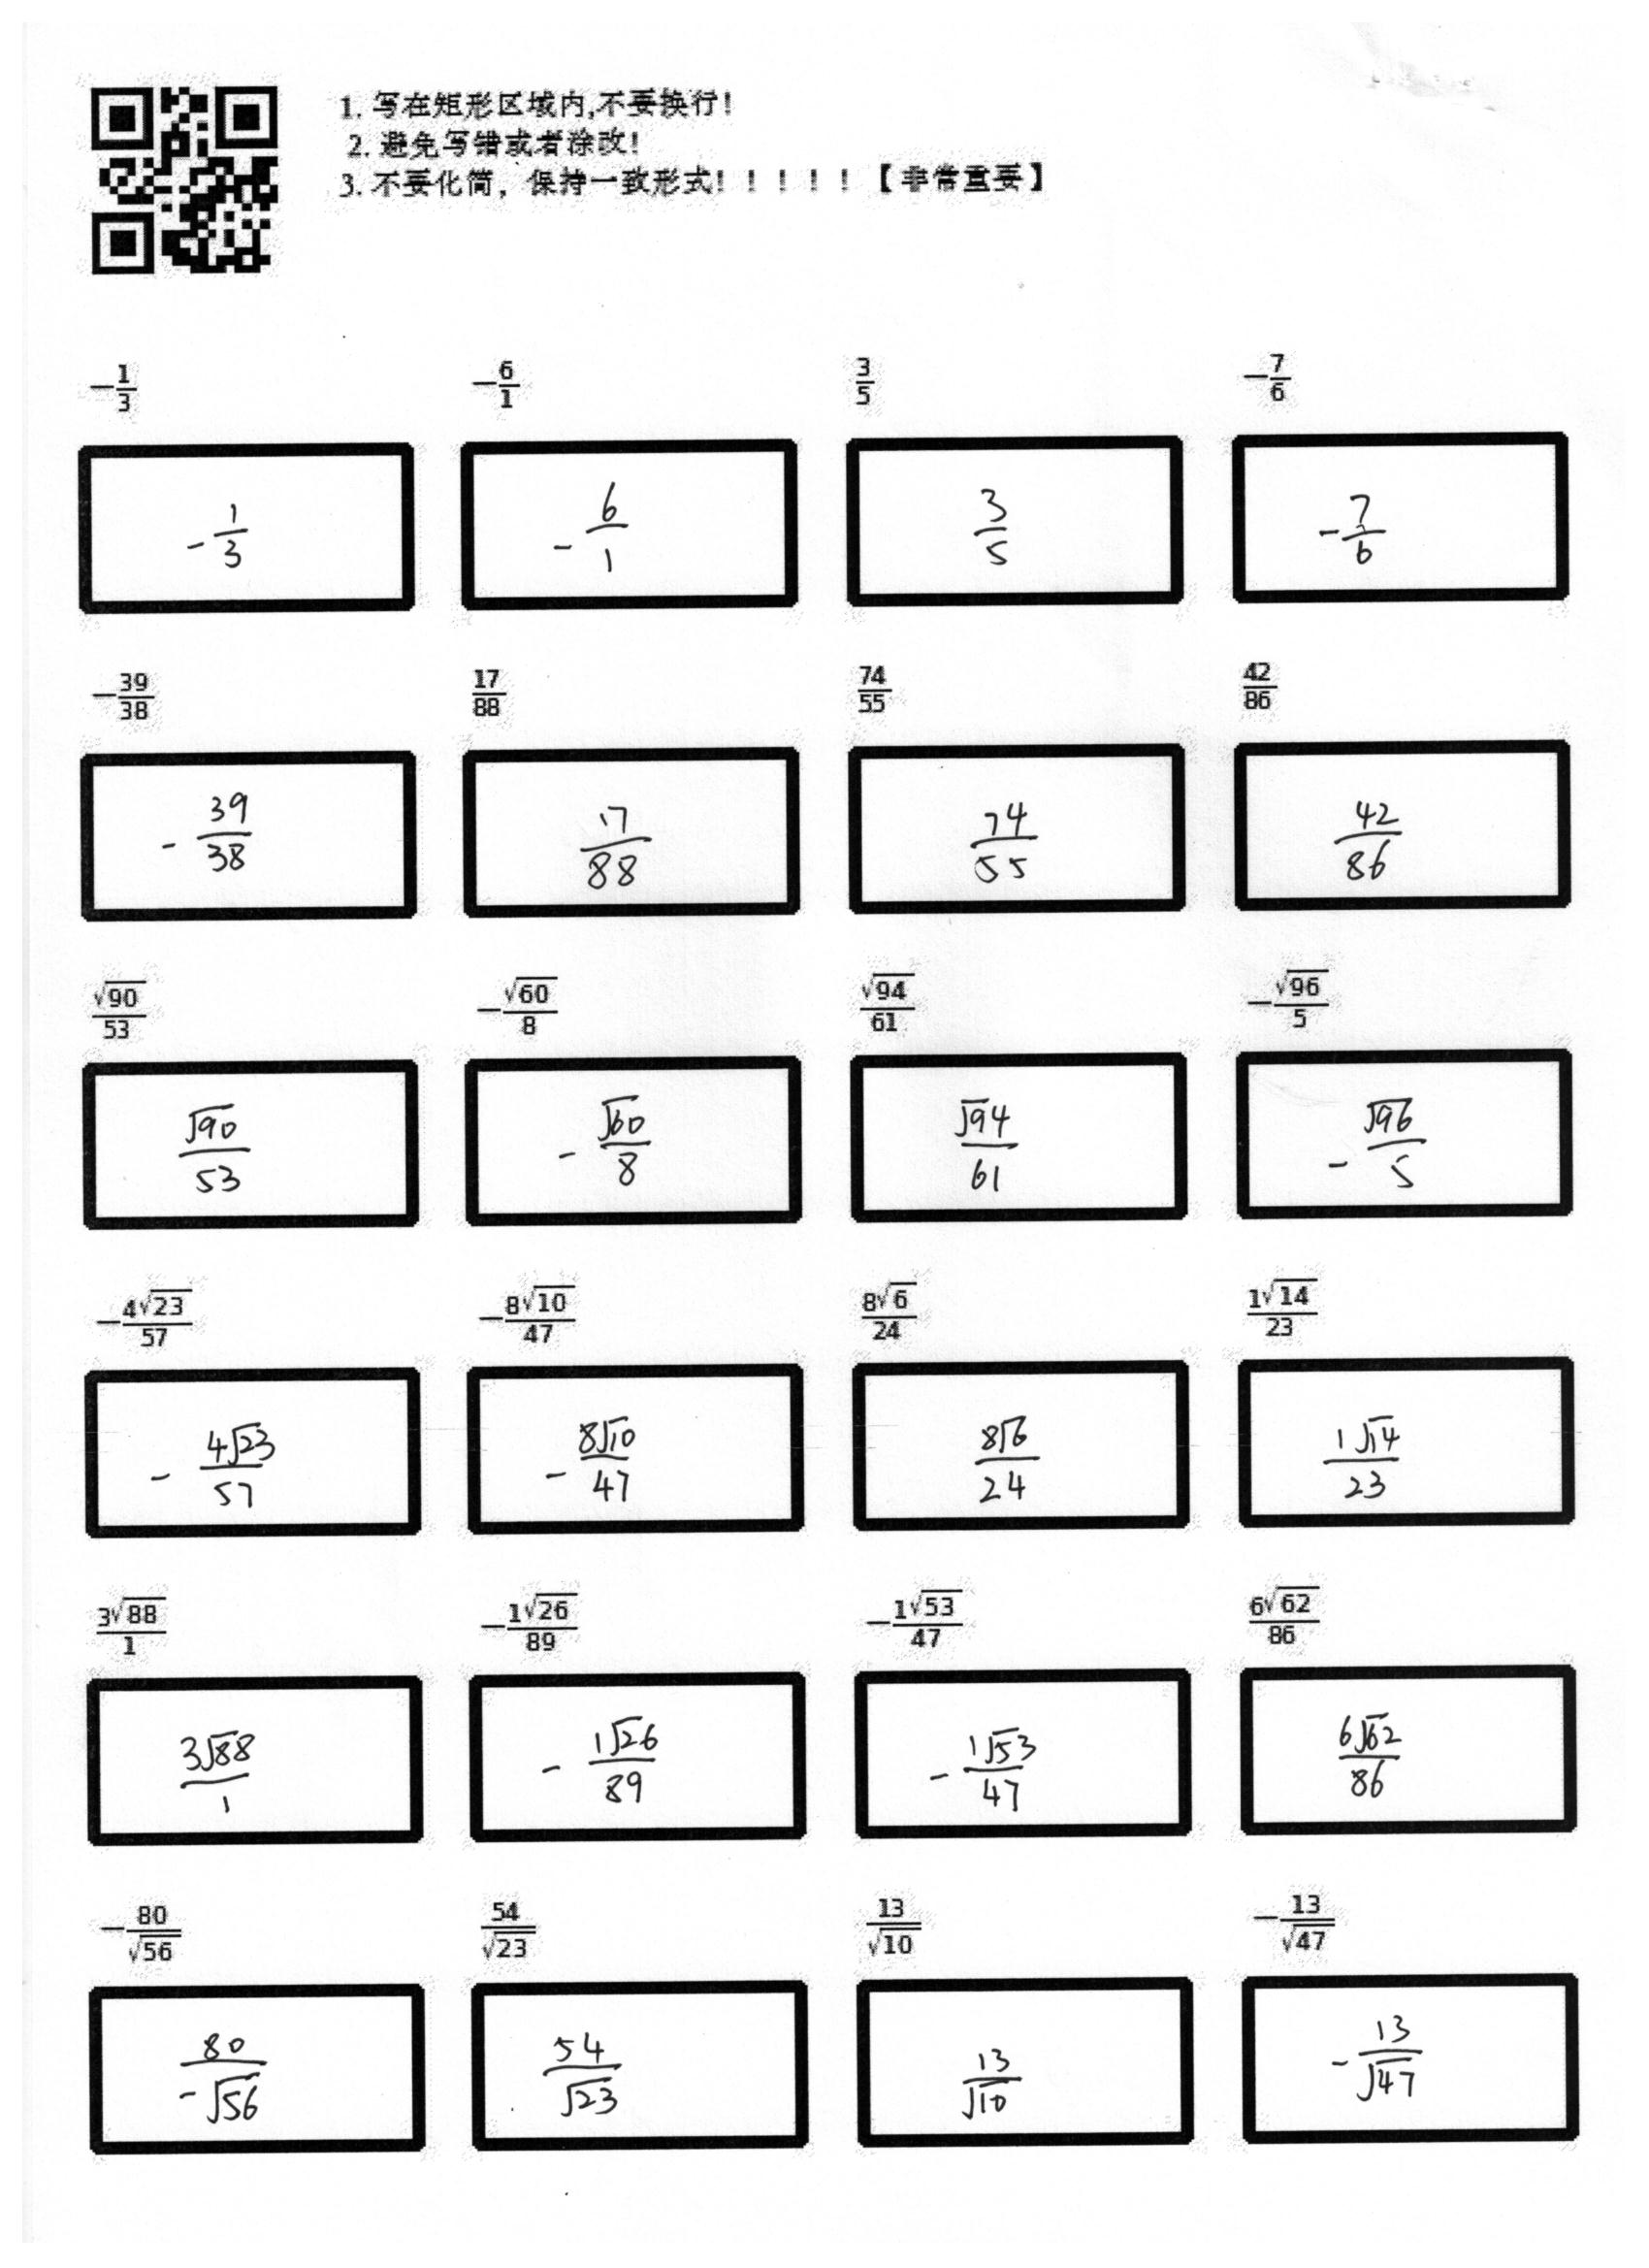 1. 写在矩形区域内,不要换行!
2. 避免写错或者涂改!
3. 不要化简，保持一致形式！！！！！【非常重要】
-\frac{1}{3} -\frac{6}{1} \frac{3}{5} -\frac{7}{6}
-\frac{1}{3} -\frac{6}{1} \frac{3}{5} -\frac{7}{6}
-\frac{39}{38} \frac{17}{88} \frac{74}{55} \frac{42}{86}
-\frac{39}{38} \frac{17}{88} \frac{74}{55} \frac{42}{86}
\frac{\sqrt{90}}{53} -\frac{\sqrt{60}}{8} \frac{\sqrt{94}}{61} -\frac{\sqrt{96}}{5}
\frac{\sqrt{90}}{53} -\frac{\sqrt{60}}{8} \frac{\sqrt{94}}{61} -\frac{\sqrt{96}}{5}
-\frac{4\sqrt{23}}{57} -\frac{8\sqrt{10}}{47} \frac{8\sqrt{6}}{24} \frac{1\sqrt{14}}{23}
-\frac{4\sqrt{23}}{57} -\frac{8\sqrt{10}}{47} \frac{8\sqrt{6}}{24} \frac{1\sqrt{14}}{23}
\frac{3\sqrt{88}}{1} -\frac{1\sqrt{26}}{89} -\frac{1\sqrt{53}}{47} \frac{6\sqrt{62}}{86}
\frac{3\sqrt{88}}{1} -\frac{1\sqrt{26}}{89} -\frac{1\sqrt{53}}{47} \frac{6\sqrt{62}}{86}
-\frac{80}{\sqrt{56}} \frac{54}{\sqrt{23}} \frac{13}{\sqrt{10}} -\frac{13}{\sqrt{47}}
\frac{80}{-\sqrt{56}} \frac{54}{\sqrt{23}} \frac{13}{\sqrt{10}} -\frac{13}{\sqrt{47}}